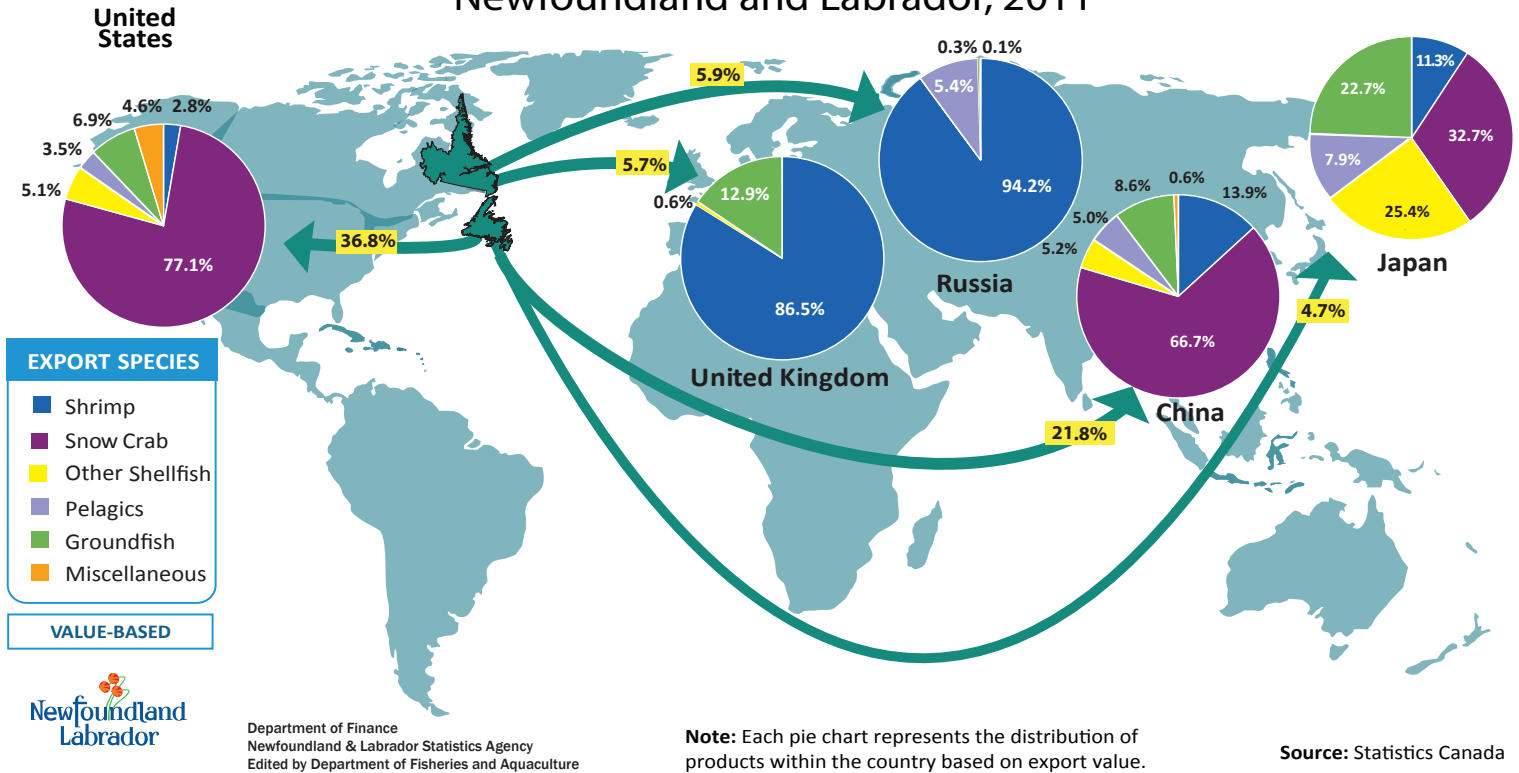 Newfoundland and Labrador, 2011
United
States
4.6%
2.8%
6.9%
3.5%
5.1%
77.1%
36.8%
5.9%
5.7%
0.6%
12.9%
86.5%
United Kingdom
0.3%
0.1%
5.4%
94.2%
Russia
8.6%
0.6%
13.9%
5.0%
5.2%
66.7%
China
21.8%
11.3%
22.7%
32.7%
7.9%
25.4%
Japan
4.7%
EXPORT SPECIES
Shrimp
Snow Crab
Other Shellfish
Pelagics
Groundfish
Miscellaneous
VALUE-BASED
Newfoundland
Labrador
Department of Finance
Newfoundland & Labrador Statistics Agency
Edited by Department of Fisheries and Aquaculture
Note: Each pie chart represents the distribution of
products within the country based on export value.
Source: Statistics Canada